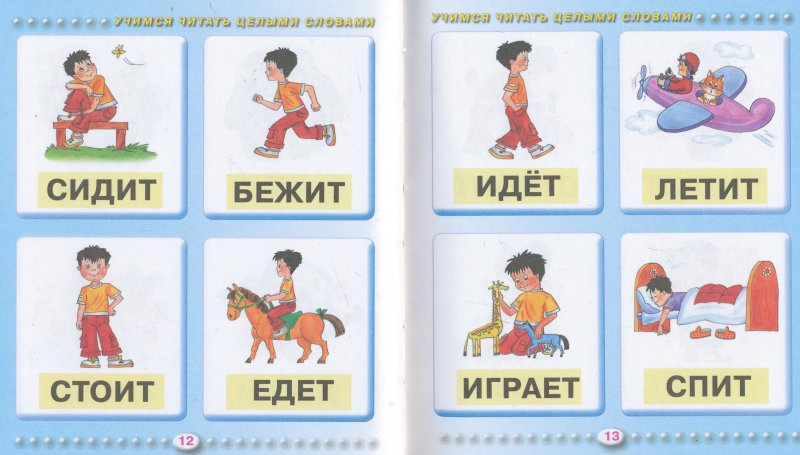 УЧИМСЯ ЧИТАТЬ ЦЕЛЫМИ СЛОВАМИ
СИДИТ
БЕЖИТ
СТОИТ
ЕДЕТ
12
УЧИМСЯ ЧИТАТЬ ЦЕЛЫМИ СЛОВАМИ
ИДЁТ
ЛЕТИТ
ИГРАЕТ
СПИТ
13